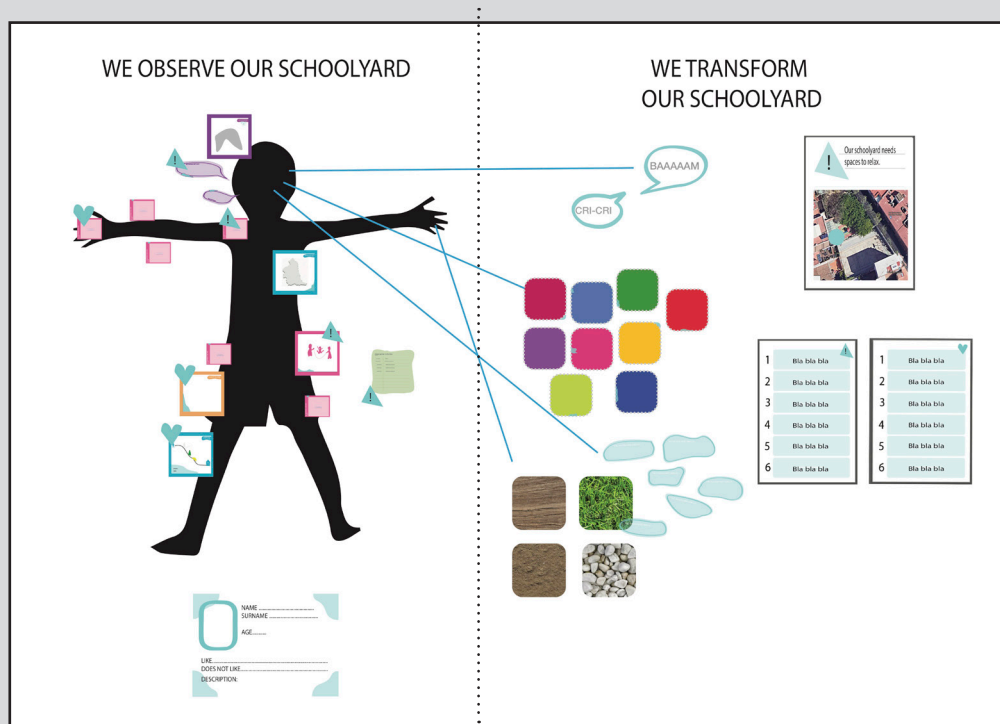 WE OBSERVE OUR SCHOOLYARD
WE TRANSFORM
OUR SCHOOLYARD
!
!
!
!
BAAAAAM
CRI-CRI
!
Our schoolyard needs
spaces to relax.
!
1 Bla bla bla
2 Bla bla bla
3 Bla bla bla
4 Bla bla bla
5 Bla bla bla
6 Bla bla bla
1 Bla bla bla
2 Bla bla bla
3 Bla bla bla
4 Bla bla bla
5 Bla bla bla
6 Bla bla bla
NAME
SURNAME
AGE
LIKE
DOES NOT LIKE
DESCRIPTION: